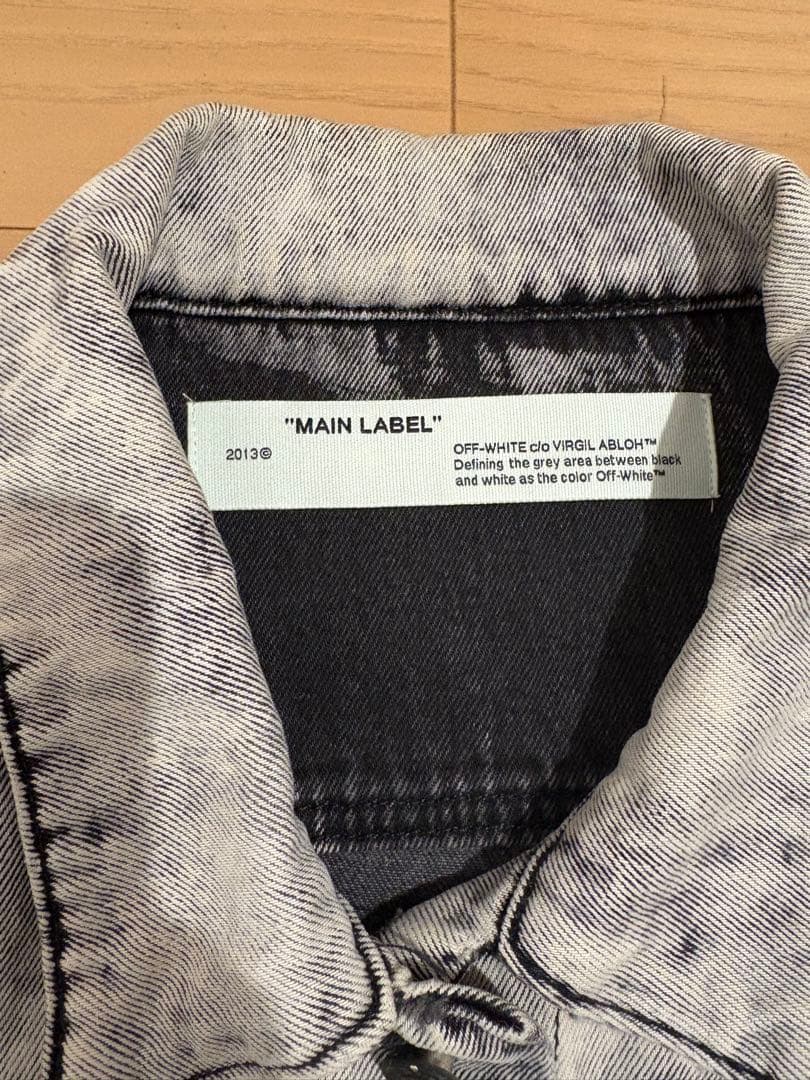 "MAIN LABEL"
2013©
OFF-WHITE c/o VIRGIL ABLOH™
Defining the grey area between black
and white as the color Off-White™